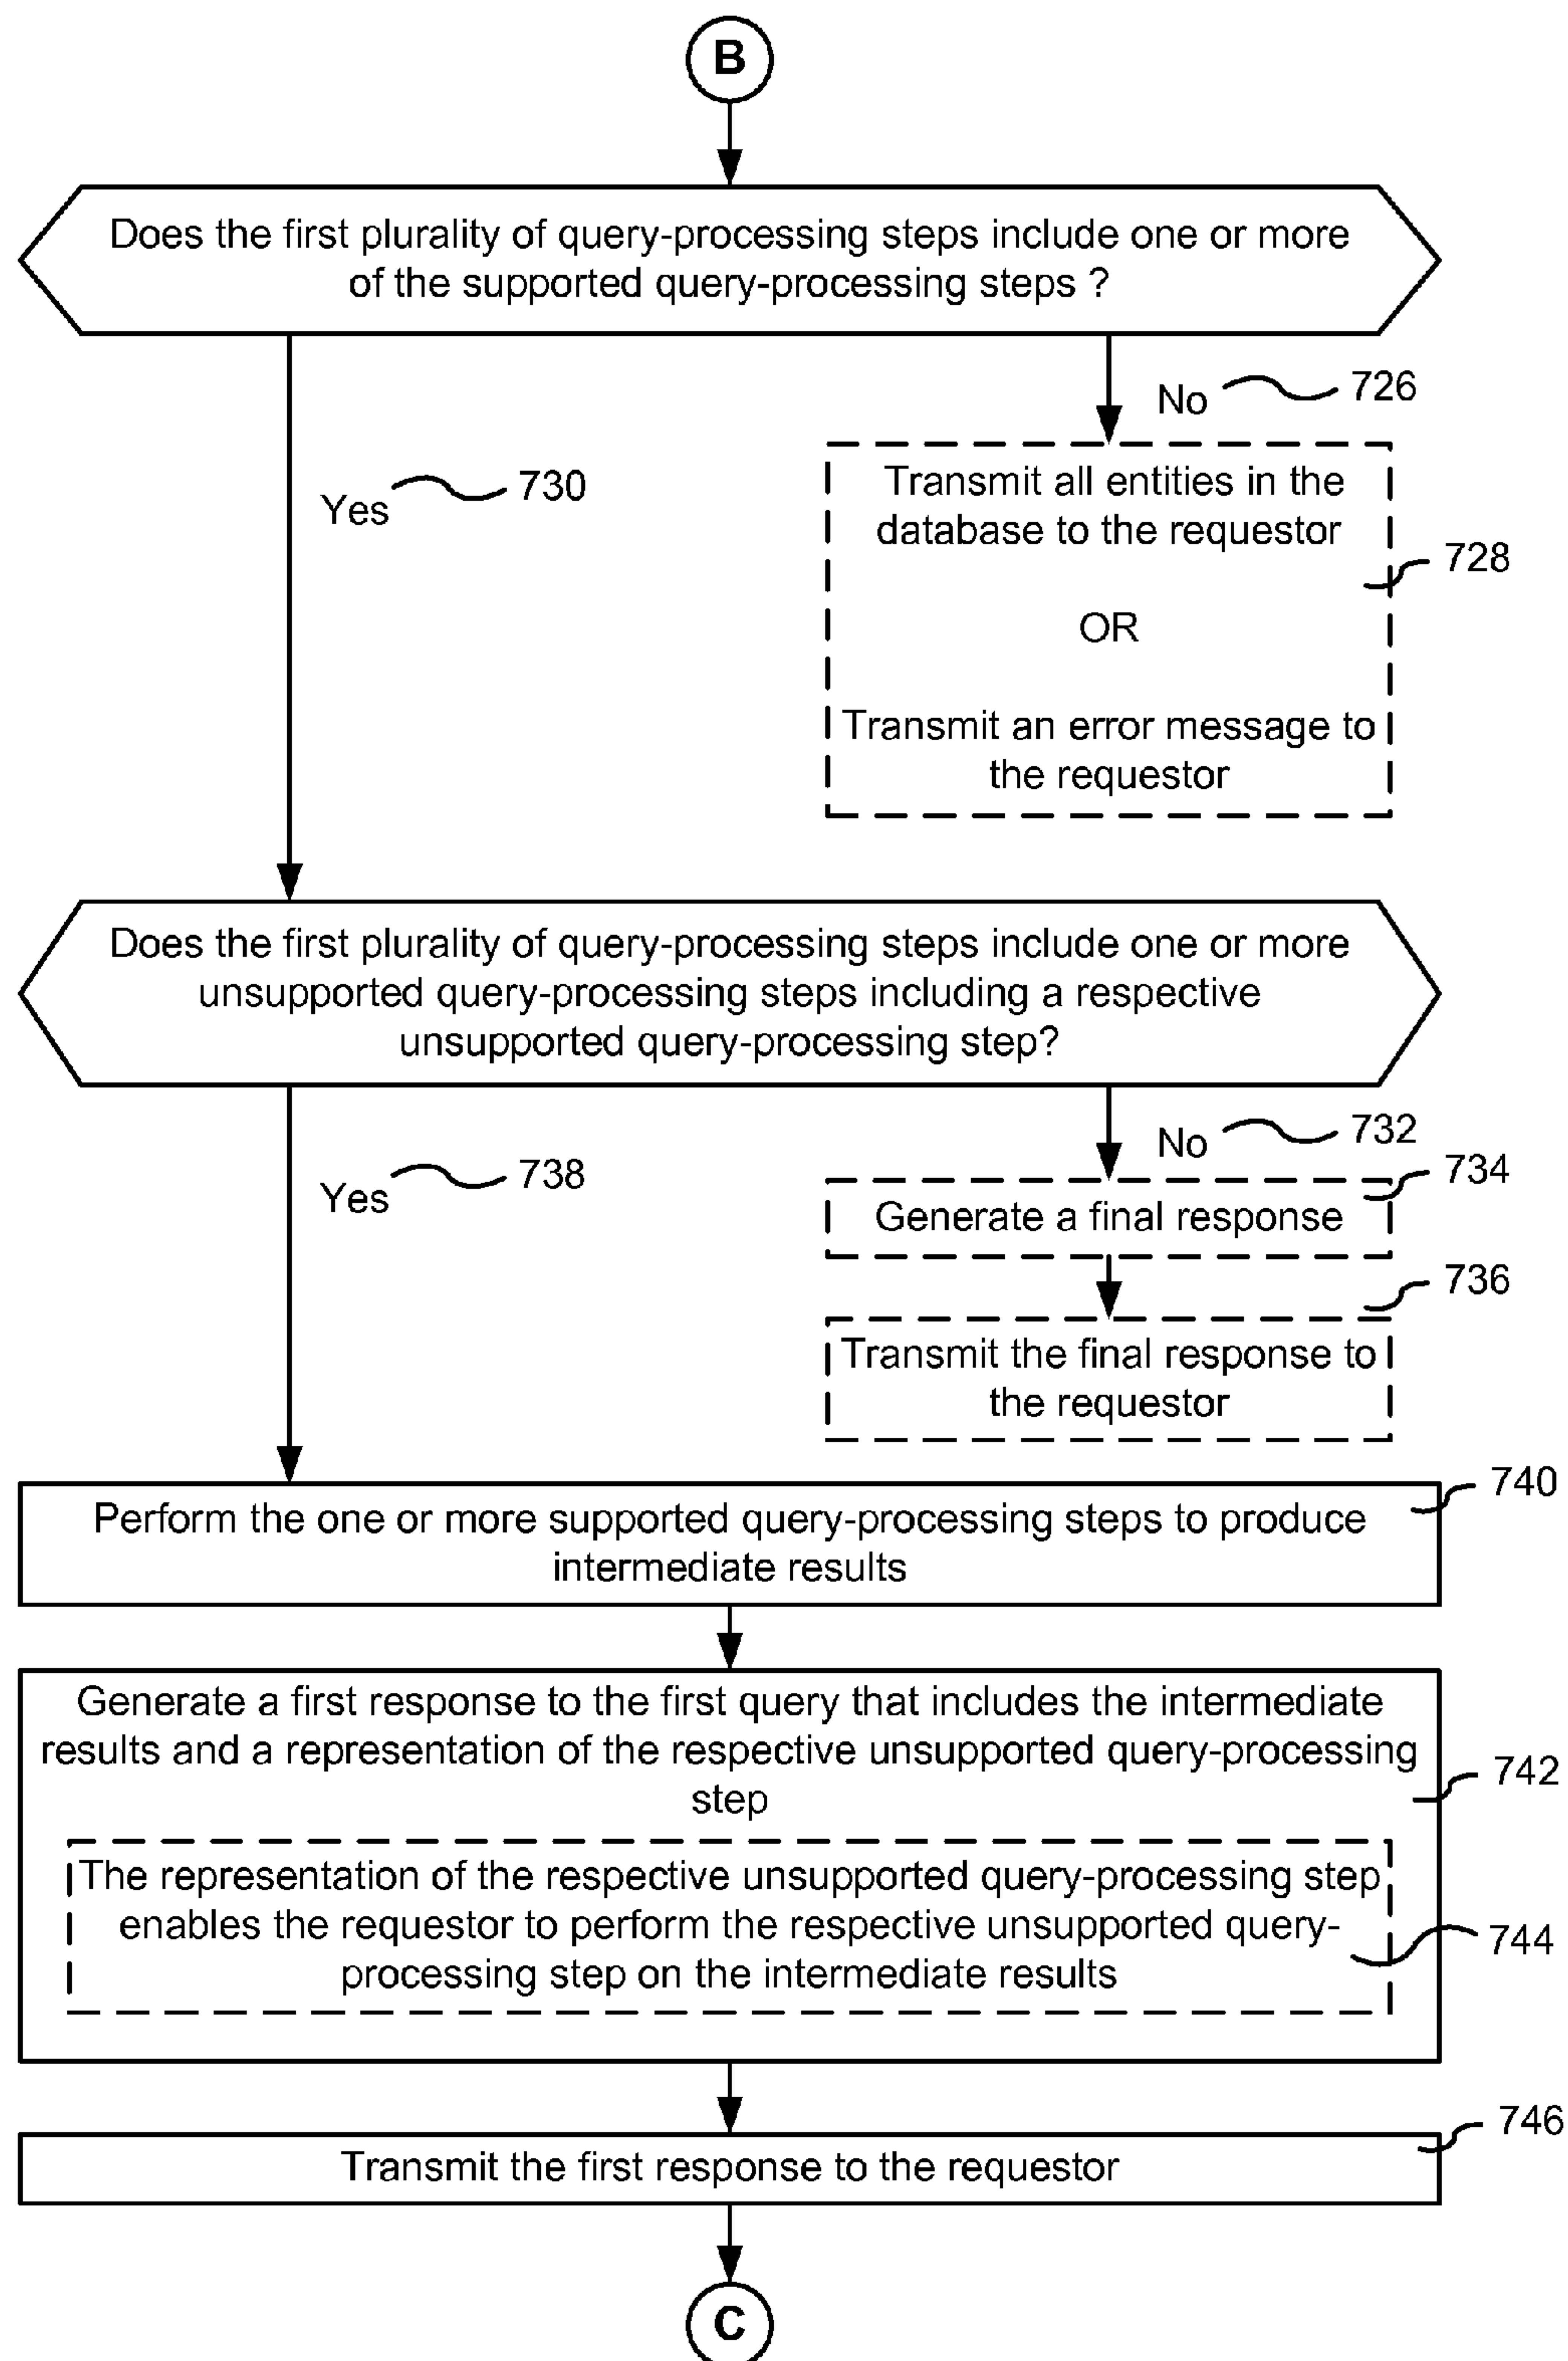 B
Does the first plurality of query-processing steps include one or more
of the supported query-processing steps ?
No
726
Yes
730
Transmit all entities in the
database to the requestor
728
OR
Transmit an error message to
the requestor
Does the first plurality of query-processing steps include one or more
unsupported query-processing steps including a respective
unsupported query-processing step?
No
732
Yes
738
734
Generate a final response
736
Transmit the final response to
the requestor
740
Perform the one or more supported query-processing steps to produce
intermediate results
Generate a first response to the first query that includes the intermediate
results and a representation of the respective unsupported query-processing
step
742
The representation of the respective unsupported query-processing step
enables the requestor to perform the respective unsupported query-
processing step on the intermediate results
744
746
Transmit the first response to the requestor
C